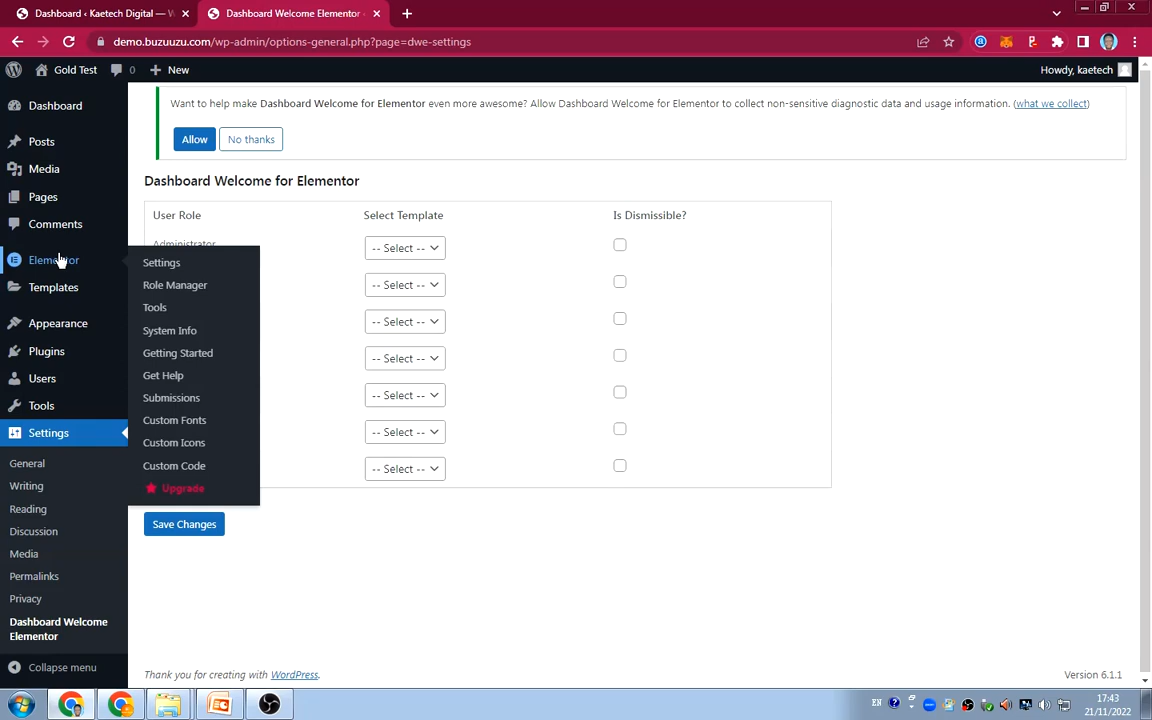 Dashboard ‹ Kaetech Digital — W
Dashboard Welcome Elementor ‹
demo.buzuuzu.com/wp-admin/options-general.php?page=dwe-settings
Gold Test
0
New
Howdy, kaetech
Dashboard
Posts
Media
Pages
Comments
Elementor
Templates
Appearance
Plugins
Users
Tools
Settings
General
Writing
Reading
Discussion
Media
Permalinks
Privacy
Dashboard Welcome
Elementor
Collapse menu
Settings
Role Manager
Tools
System Info
Getting Started
Get Help
Submissions
Custom Fonts
Custom Icons
Custom Code
Upgrade
Want to help make Dashboard Welcome for Elementor even more awesome? Allow Dashboard Welcome for Elementor to collect non-sensitive diagnostic data and usage information. (what we collect)
Allow
No thanks
Dashboard Welcome for Elementor
User Role
Select Template
Is Dismissible?
Administrator
-- Select --
-- Select --
-- Select --
-- Select --
-- Select --
-- Select --
-- Select --
Save Changes
Thank you for creating with WordPress.
Version 6.1.1
EN
17:43
21/11/2022